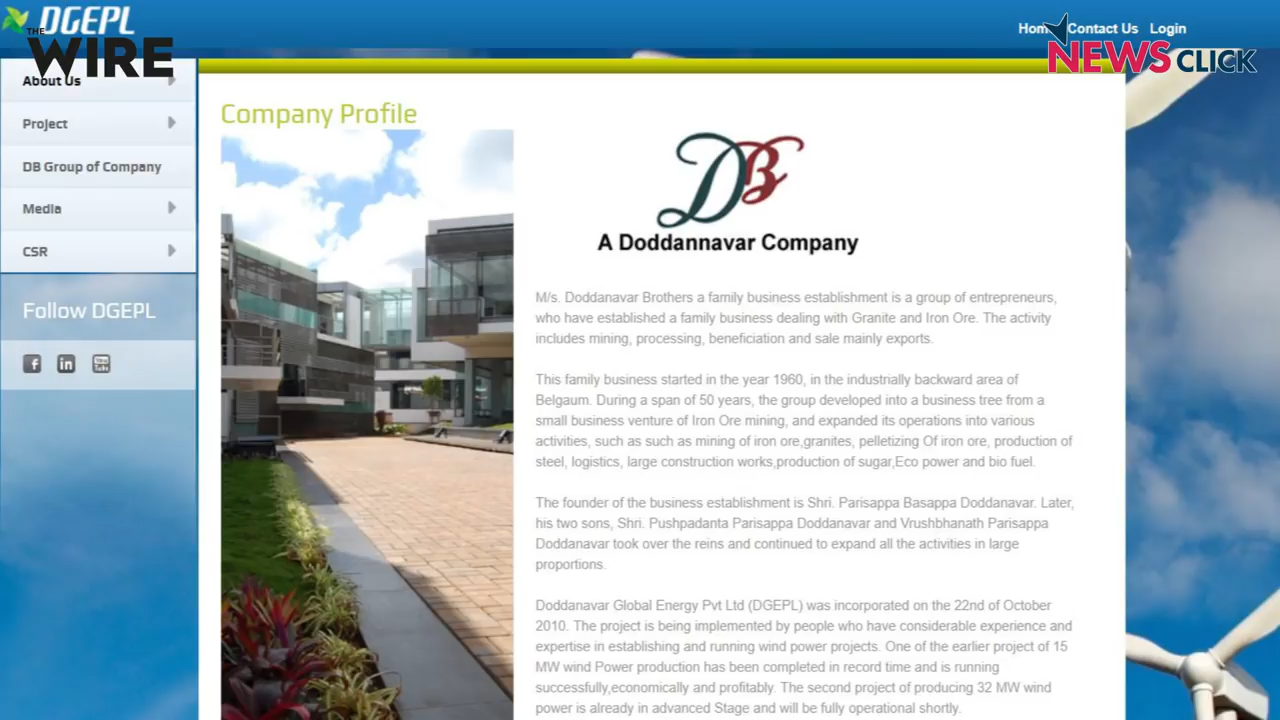 DGEPL
THE
WIRE
Home Contact Us Login
NEWSCLICK
About Us
Project
DB Group of Company
Media
CSR
Follow DGEPL
f in You Tube
Company Profile
DB
A Doddannavar Company
M/s. Doddanavar Brothers a family business establishment is a group of entrepreneurs,
who have established a family business dealing with Granite and Iron Ore. The activity
includes mining, processing, beneficiation and sale mainly exports.
This family business started in the year 1960, in the industrially backward area of
Belgaum. During a span of 50 years, the group developed into a business tree from a
small business venture of Iron Ore mining, and expanded its operations into various
activities, such as such as mining of iron ore,granites, pelletizing Of iron ore, production of
steel, logistics, large construction works,production of sugar,Eco power and bio fuel.
The founder of the business establishment is Shri. Parisappa Basappa Doddanavar. Later,
his two sons, Shri. Pushpadanta Parisappa Doddanavar and Vrushbhanath Parisappa
Doddanavar took over the reins and continued to expand all the activities in large
proportions.
Doddanavar Global Energy Pvt Ltd (DGEPL) was incorporated on the 22nd of October
2010. The project is being implemented by people who have considerable experience and
expertise in establishing and running wind power projects. One of the earlier project of 15
MW wind Power production has been completed in record time and is running
successfully,economically and profitably. The second project of producing 32 MW wind
power is already in advanced Stage and will be fully operational shortly.